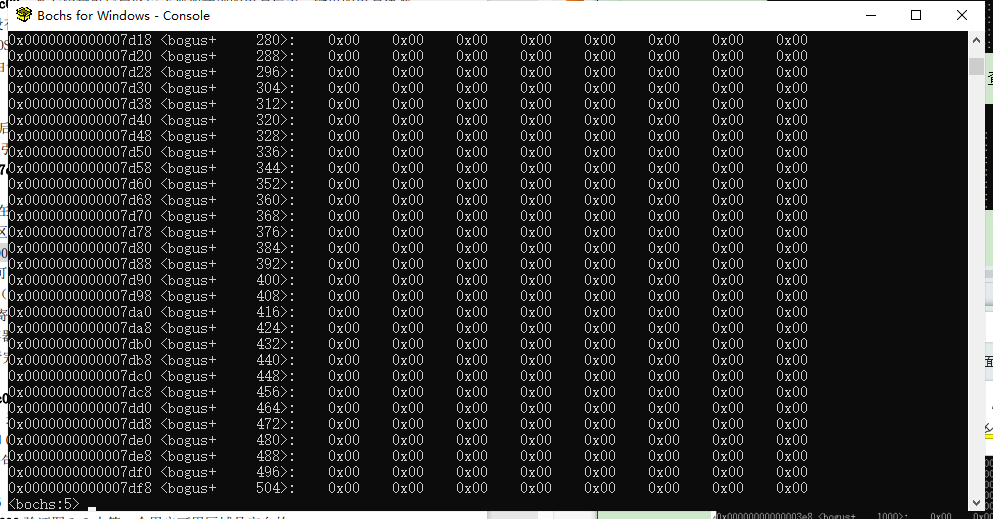 Bochs for Windows - Console
0x0000000000007d18 <bogus+     280>:    0x00    0x00    0x00    0x00    0x00    0x00    0x00    0x00
0x0000000000007d20 <bogus+     288>:    0x00    0x00    0x00    0x00    0x00    0x00    0x00    0x00
0x0000000000007d28 <bogus+     296>:    0x00    0x00    0x00    0x00    0x00    0x00    0x00    0x00
0x0000000000007d30 <bogus+     304>:    0x00    0x00    0x00    0x00    0x00    0x00    0x00    0x00
0x0000000000007d38 <bogus+     312>:    0x00    0x00    0x00    0x00    0x00    0x00    0x00    0x00
0x0000000000007d40 <bogus+     320>:    0x00    0x00    0x00    0x00    0x00    0x00    0x00    0x00
0x0000000000007d48 <bogus+     328>:    0x00    0x00    0x00    0x00    0x00    0x00    0x00    0x00
0x0000000000007d50 <bogus+     336>:    0x00    0x00    0x00    0x00    0x00    0x00    0x00    0x00
0x0000000000007d58 <bogus+     344>:    0x00    0x00    0x00    0x00    0x00    0x00    0x00    0x00
0x0000000000007d60 <bogus+     352>:    0x00    0x00    0x00    0x00    0x00    0x00    0x00    0x00
0x0000000000007d68 <bogus+     360>:    0x00    0x00    0x00    0x00    0x00    0x00    0x00    0x00
0x0000000000007d70 <bogus+     368>:    0x00    0x00    0x00    0x00    0x00    0x00    0x00    0x00
0x0000000000007d78 <bogus+     376>:    0x00    0x00    0x00    0x00    0x00    0x00    0x00    0x00
0x0000000000007d80 <bogus+     384>:    0x00    0x00    0x00    0x00    0x00    0x00    0x00    0x00
0x0000000000007d88 <bogus+     392>:    0x00    0x00    0x00    0x00    0x00    0x00    0x00    0x00
0x0000000000007d90 <bogus+     400>:    0x00    0x00    0x00    0x00    0x00    0x00    0x00    0x00
0x0000000000007d98 <bogus+     408>:    0x00    0x00    0x00    0x00    0x00    0x00    0x00    0x00
0x0000000000007da0 <bogus+     416>:    0x00    0x00    0x00    0x00    0x00    0x00    0x00    0x00
0x0000000000007da8 <bogus+     424>:    0x00    0x00    0x00    0x00    0x00    0x00    0x00    0x00
0x0000000000007db0 <bogus+     432>:    0x00    0x00    0x00    0x00    0x00    0x00    0x00    0x00
0x0000000000007db8 <bogus+     440>:    0x00    0x00    0x00    0x00    0x00    0x00    0x00    0x00
0x0000000000007dc0 <bogus+     448>:    0x00    0x00    0x00    0x00    0x00    0x00    0x00    0x00
0x0000000000007dc8 <bogus+     456>:    0x00    0x00    0x00    0x00    0x00    0x00    0x00    0x00
0x0000000000007dd0 <bogus+     464>:    0x00    0x00    0x00    0x00    0x00    0x00    0x00    0x00
0x0000000000007dd8 <bogus+     472>:    0x00    0x00    0x00    0x00    0x00    0x00    0x00    0x00
0x0000000000007de0 <bogus+     480>:    0x00    0x00    0x00    0x00    0x00    0x00    0x00    0x00
0x0000000000007de8 <bogus+     488>:    0x00    0x00    0x00    0x00    0x00    0x00    0x00    0x00
0x0000000000007df0 <bogus+     496>:    0x00    0x00    0x00    0x00    0x00    0x00    0x00    0x00
0x0000000000007df8 <bogus+     504>:    0x00    0x00    0x00    0x00    0x00    0x00    0x00    0x00
<bochs:5>